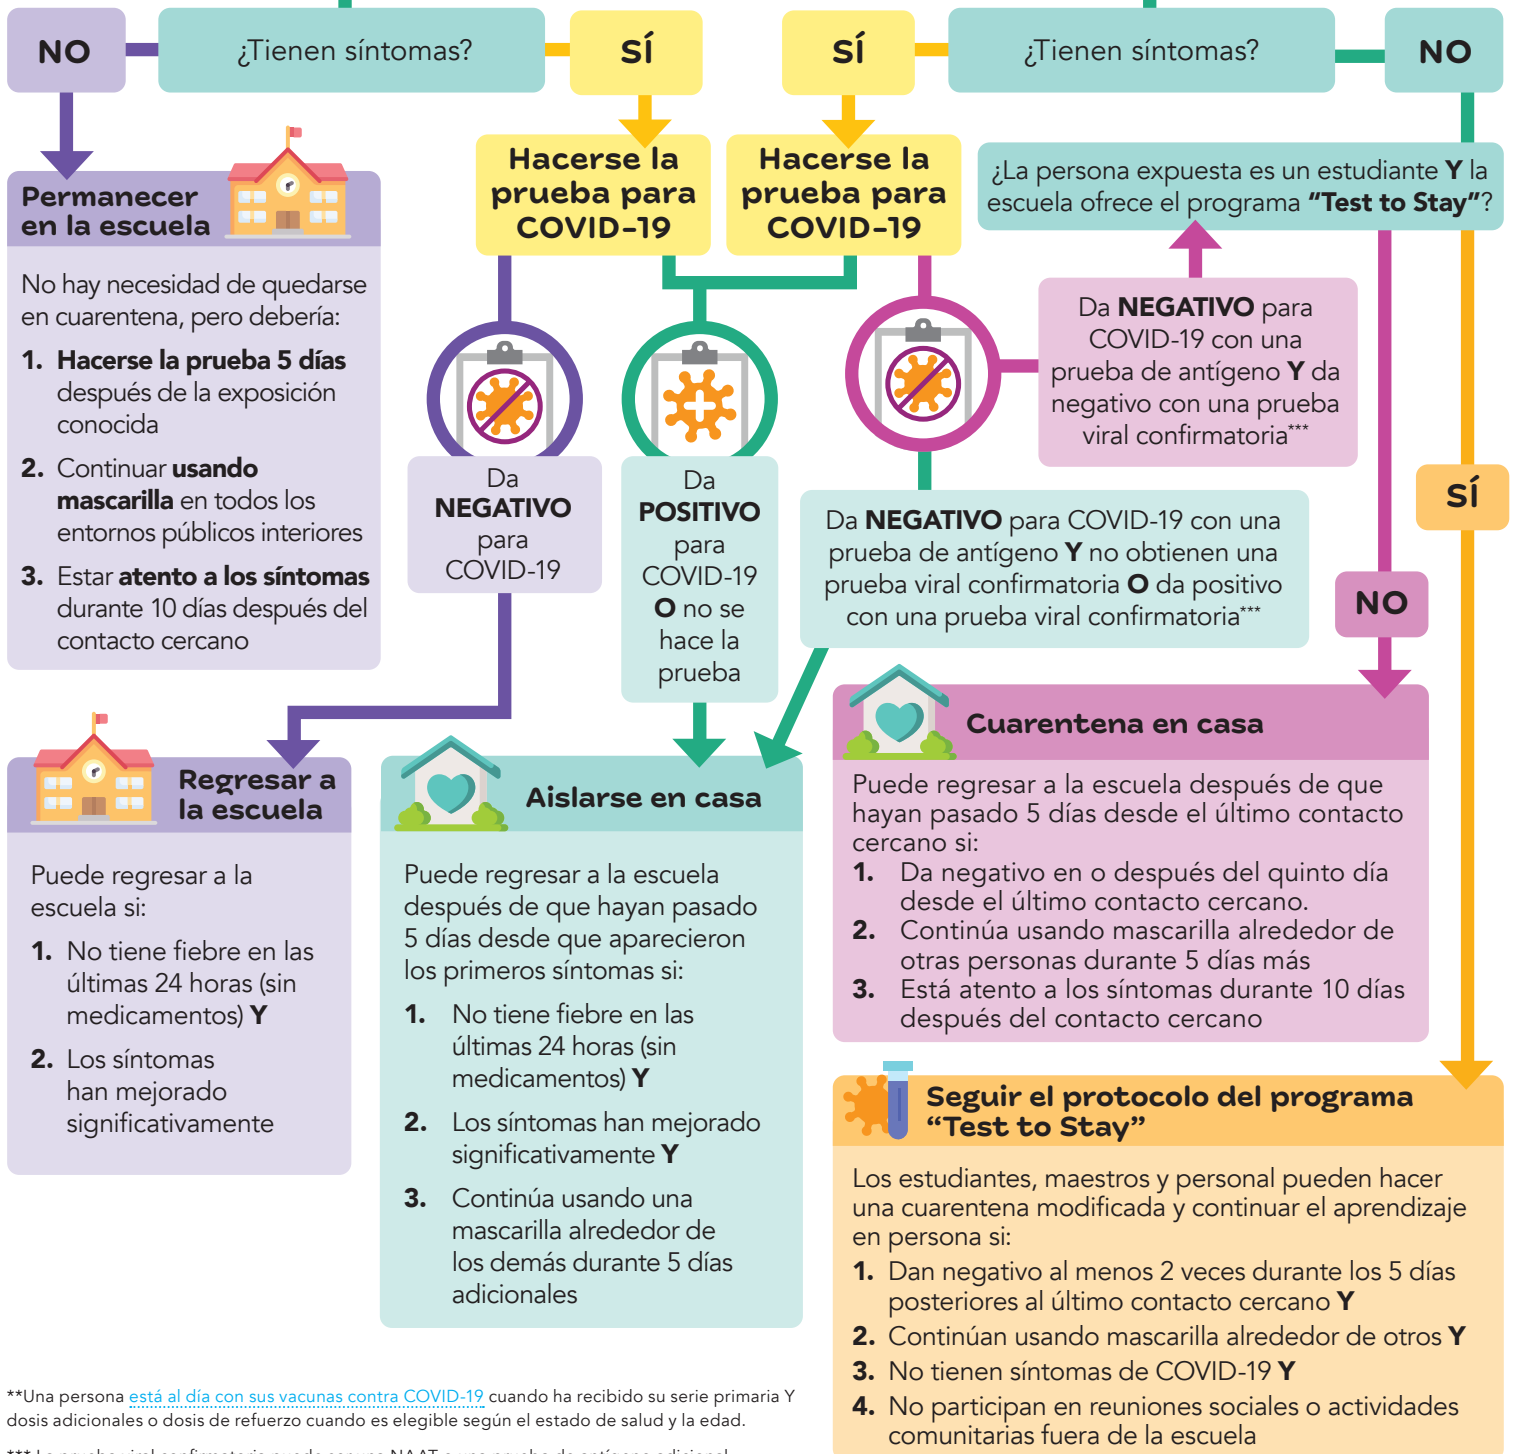 NO
¿Tienen síntomas?
SÍ
SÍ
¿Tienen síntomas?
NO
Permanecer
en la escuela
No hay necesidad de quedarse
en cuarentena, pero debería:
1. Hacerse la prueba 5 días
después de la exposición
conocida
2. Continuar usando
mascarilla en todos los
entornos públicos interiores
3. Estar atento a los síntomas
durante 10 días después del
contacto cercano
Hacerse la
prueba para
COVID-19
Hacerse la
prueba para
COVID-19
¿La persona expuesta es un estudiante Y la
escuela ofrece el programa “Test to Stay”?
Da NEGATIVO para
COVID-19 con una
prueba de antígeno Y da
negativo con una prueba
viral confirmatoria***
Da
NEGATIVO
para
COVID-19
Da
POSITIVO
para
COVID-19
O no se
hace la
prueba
Da NEGATIVO para COVID-19 con una
prueba de antígeno Y no obtienen una
prueba viral confirmatoria O da positivo
con una prueba viral confirmatoria***
SÍ
NO
Regresar a
la escuela
Puede regresar a la
escuela si:
1. No tiene fiebre en las
últimas 24 horas (sin
medicamentos) Y
2. Los síntomas
han mejorado
significativamente
Aislarse en casa
Puede regresar a la escuela
después de que hayan pasado
5 días desde que aparecieron
los primeros síntomas si:
1. No tiene fiebre en las
últimas 24 horas (sin
medicamentos) Y
2. Los síntomas han mejorado
significativamente Y
3. Continúa usando una
mascarilla alrededor de
los demás durante 5 días
adicionales
Cuarentena en casa
Puede regresar a la escuela después de que
hayan pasado 5 días desde el último contacto
cercano si:
1. Da negativo en o después del quinto día
desde el último contacto cercano.
2. Continúa usando mascarilla alrededor de
otras personas durante 5 días más
3. Está atento a los síntomas durante 10 días
después del contacto cercano
Seguir el protocolo del programa
“Test to Stay”
Los estudiantes, maestros y personal pueden hacer
una cuarentena modificada y continuar el aprendizaje
en persona si:
1. Dan negativo al menos 2 veces durante los 5 días
posteriores al último contacto cercano Y
2. Continúan usando mascarilla alrededor de otros Y
3. No tienen síntomas de COVID-19 Y
4. No participan en reuniones sociales o actividades
comunitarias fuera de la escuela
**Una persona está al día con sus vacunas contra COVID-19 cuando ha recibido su serie primaria Y
dosis adicionales o dosis de refuerzo cuando es elegible según el estado de salud y la edad.
*** La prueba viral confirmatoria puede ser una NAAT o una prueba de antígeno adicional